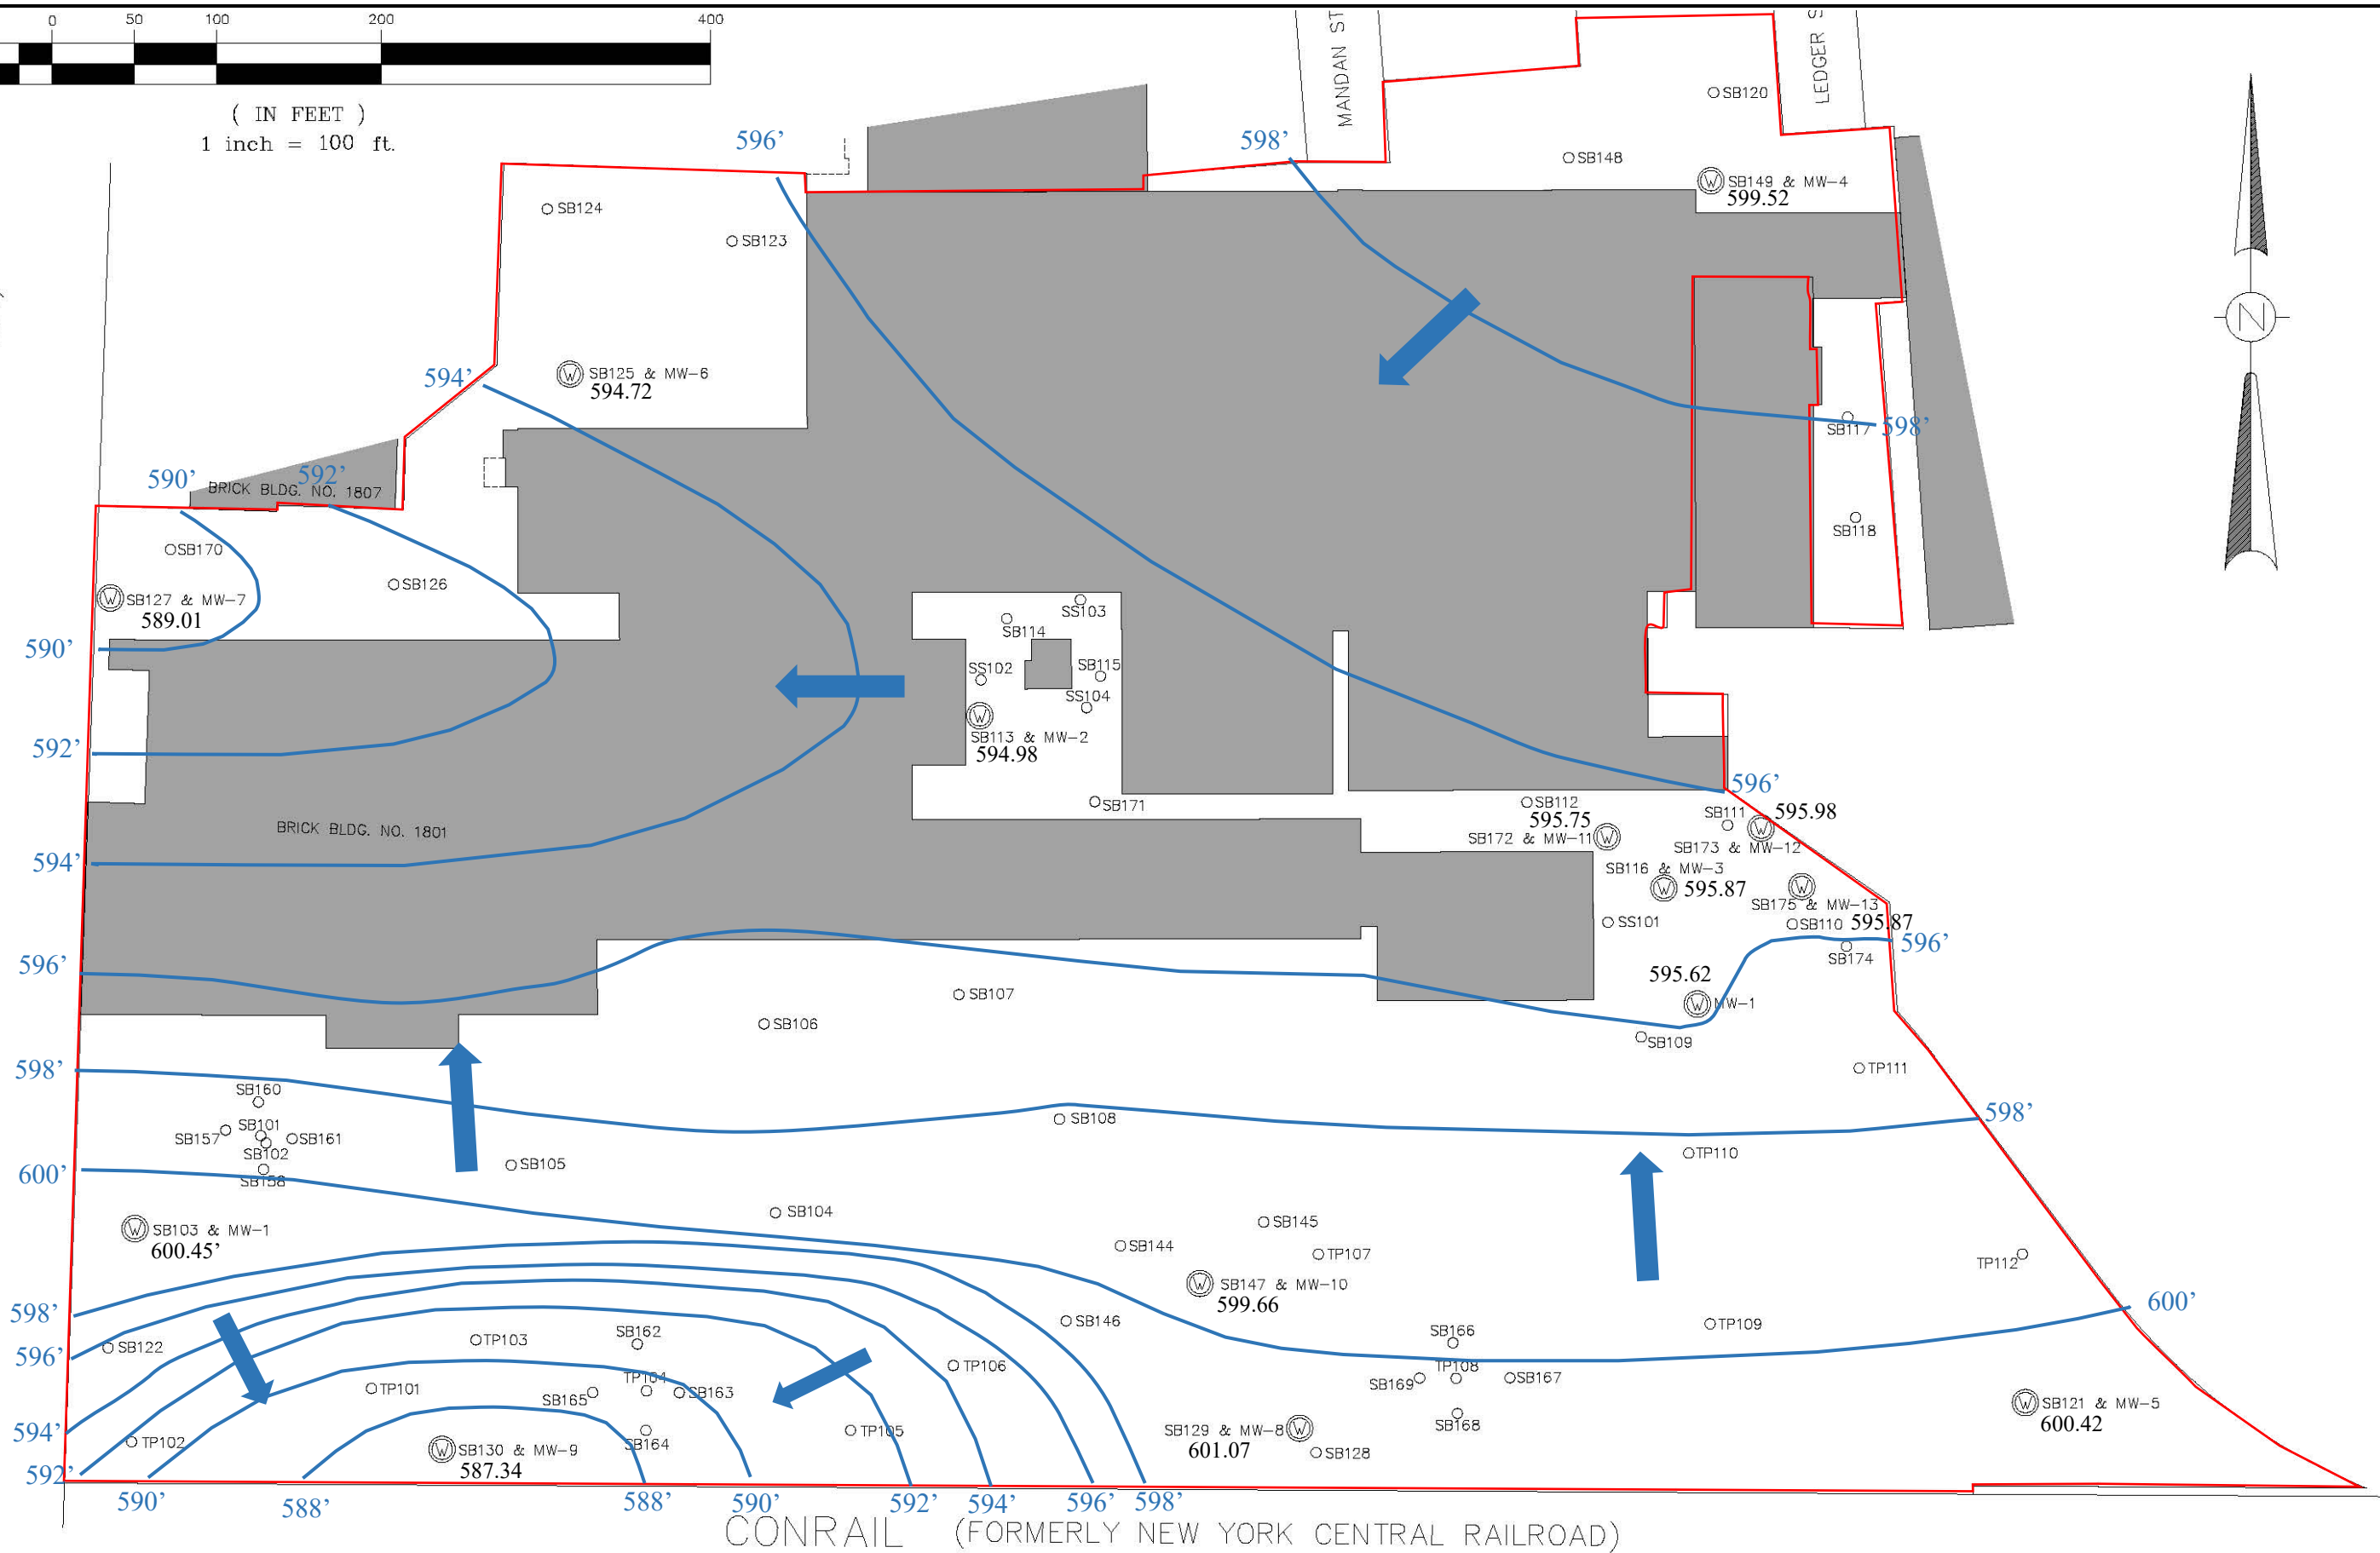 0 50 100 200 400
( IN FEET )
1 inch = 100 ft.
MANDAN ST
LEDGER S
N
596'
598'
SB120
SB148
SB149 & MW-4
599.52
SB124
SB123
594'
SB125 & MW-6
594.72
SB117
598'
590'
592'
BRICK BLDG. NO. 1807
SB118
SB170
SB126
SB127 & MW-7
589.01
SS103
SB114
590'
SS102
SB115
SS104
SB113 & MW-2
594.98
592'
596'
SB171
SB112
595.75
SB111
595.98
BRICK BLDG. NO. 1801
SB172 & MW-11
SB173 & MW-12
594'
SB116 & MW-3
595.87
SB175 & MW-13
SS101
SB110
595.87
596'
SB174
596'
595.62
MW-1
SB107
SB106
SB109
598'
TP111
SB160
598'
SB108
SB157
SB101
SB161
SB102
SB158
SB105
TP110
600'
SB104
SB103 & MW-1
600.45'
SB145
SB144
TP107
TP112
SB147 & MW-10
599.66
600'
598'
SB146
TP109
SB122
596'
TP103
SB162
TP106
SB166
TP108
TP101
SB165
TP104
SB163
SB169
SB167
SB168
SB121 & MW-5
600.42
594'
TP102
TP105
SB164
SB130 & MW-9
587.34
SB129 & MW-8
601.07
SB128
592'
590'
588'
588'
590'
592'
594'
596'
598'
CONRAIL (FORMERLY NEW YORK CENTRAL RAILROAD)